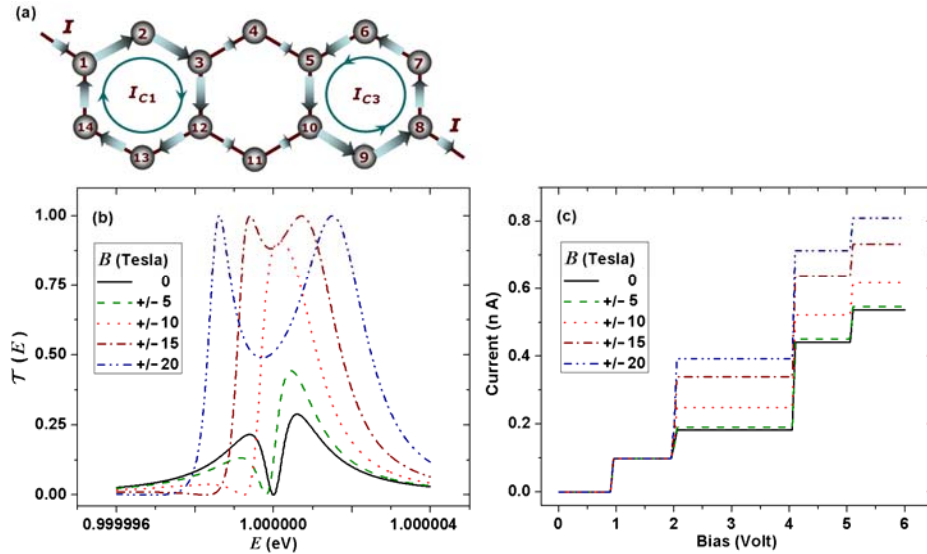 (a)
I
1
2
3
4
5
6
7
8
9
10
11
12
13
14
I_C1
I_C3
I
(b)
B (Tesla)
0
+/− 5
+/− 10
+/− 15
+/− 20
1.00
0.75
0.50
0.25
0.00
T (E)
0.999996
1.000000
1.000004
E (eV)
(c)
B (Tesla)
0
+/− 5
+/− 10
+/− 15
+/− 20
0.8
0.6
0.4
0.2
0.0
Current (n A)
0 1 2 3 4 5 6
Bias (Volt)